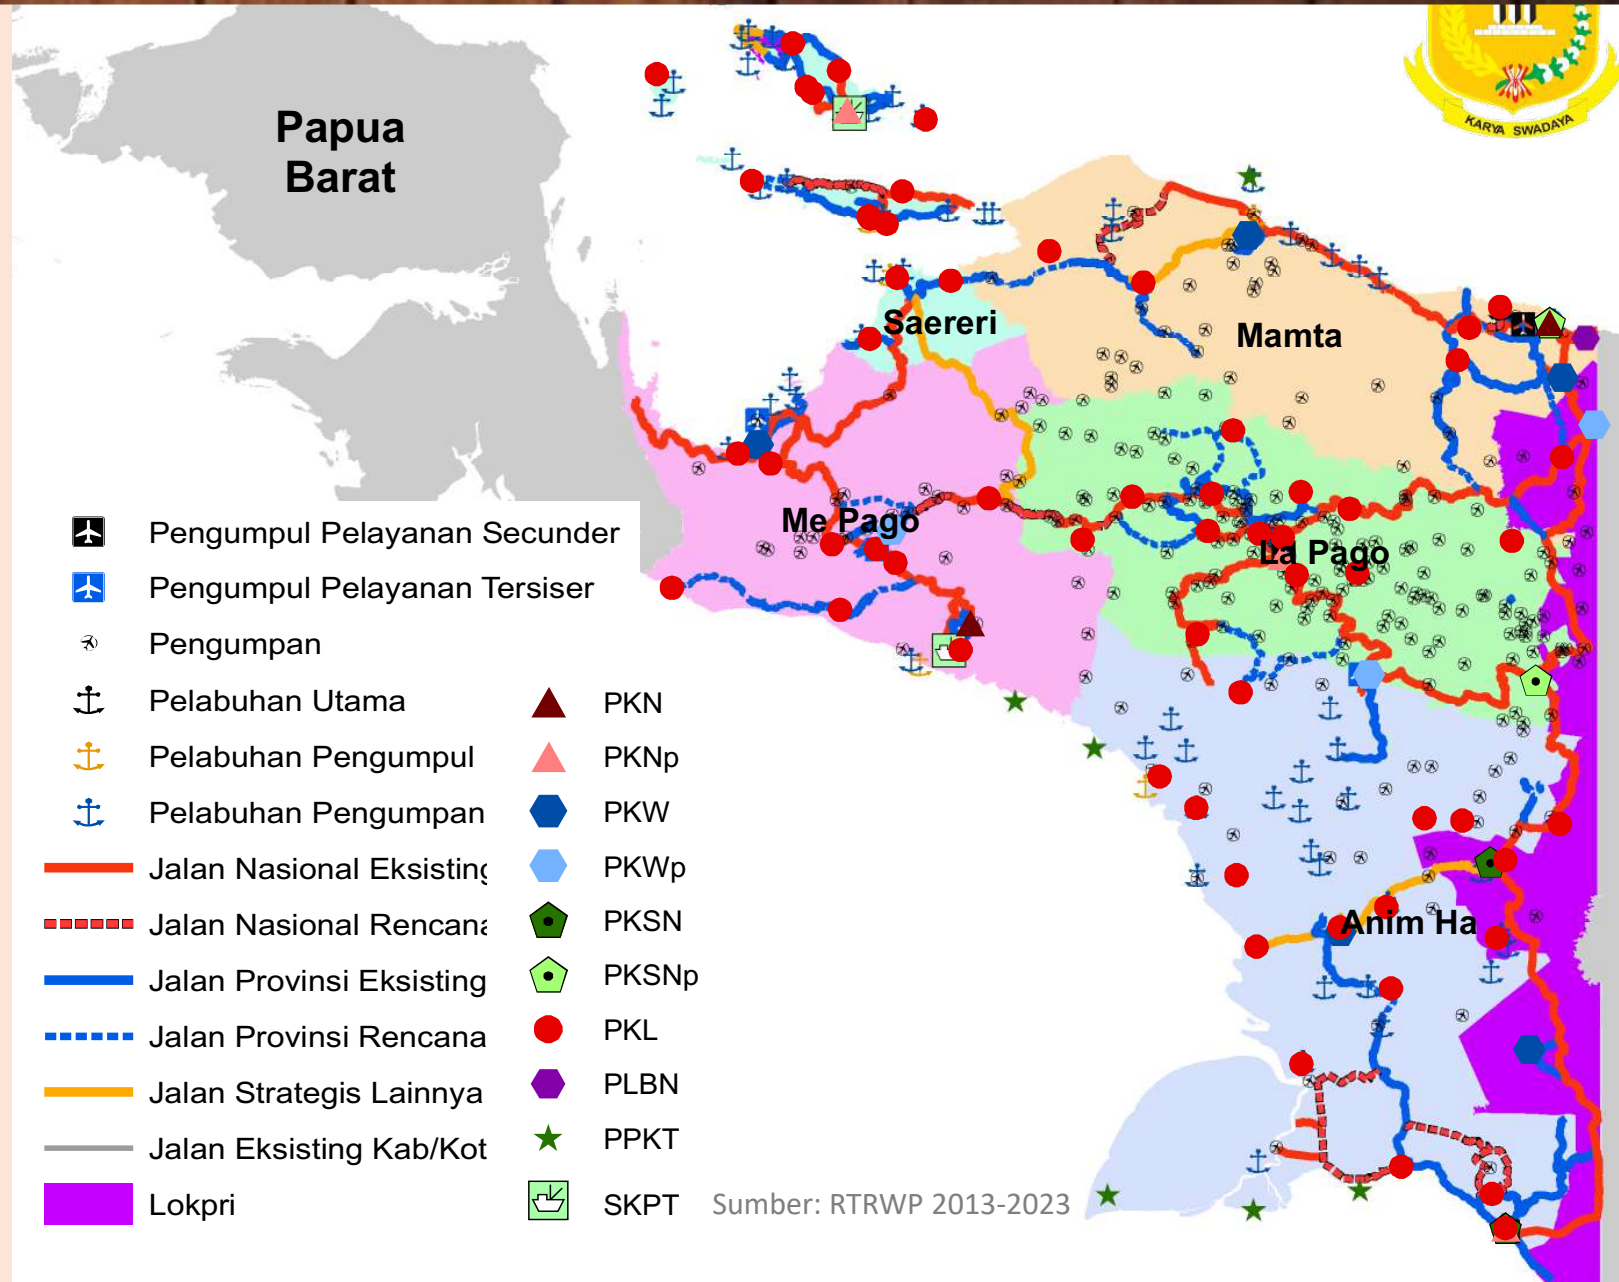 KARYA SWADAYA
Papua
Barat
Saereri
Mamta
Me Pago
La Pago
Anim Ha
Pengumpul Pelayanan Secunder
Pengumpul Pelayanan Tersiser
Pengumpan
Pelabuhan Utama
Pelabuhan Pengumpul
Pelabuhan Pengumpan
Jalan Nasional Eksisting
Jalan Nasional Rencana
Jalan Provinsi Eksisting
Jalan Provinsi Rencana
Jalan Strategis Lainnya
Jalan Eksisting Kab/Kot
Lokpri
PKN
PKNp
PKW
PKWp
PKSN
PKSNp
PKL
PLBN
PPKT
SKPT
Sumber: RTRWP 2013-2023